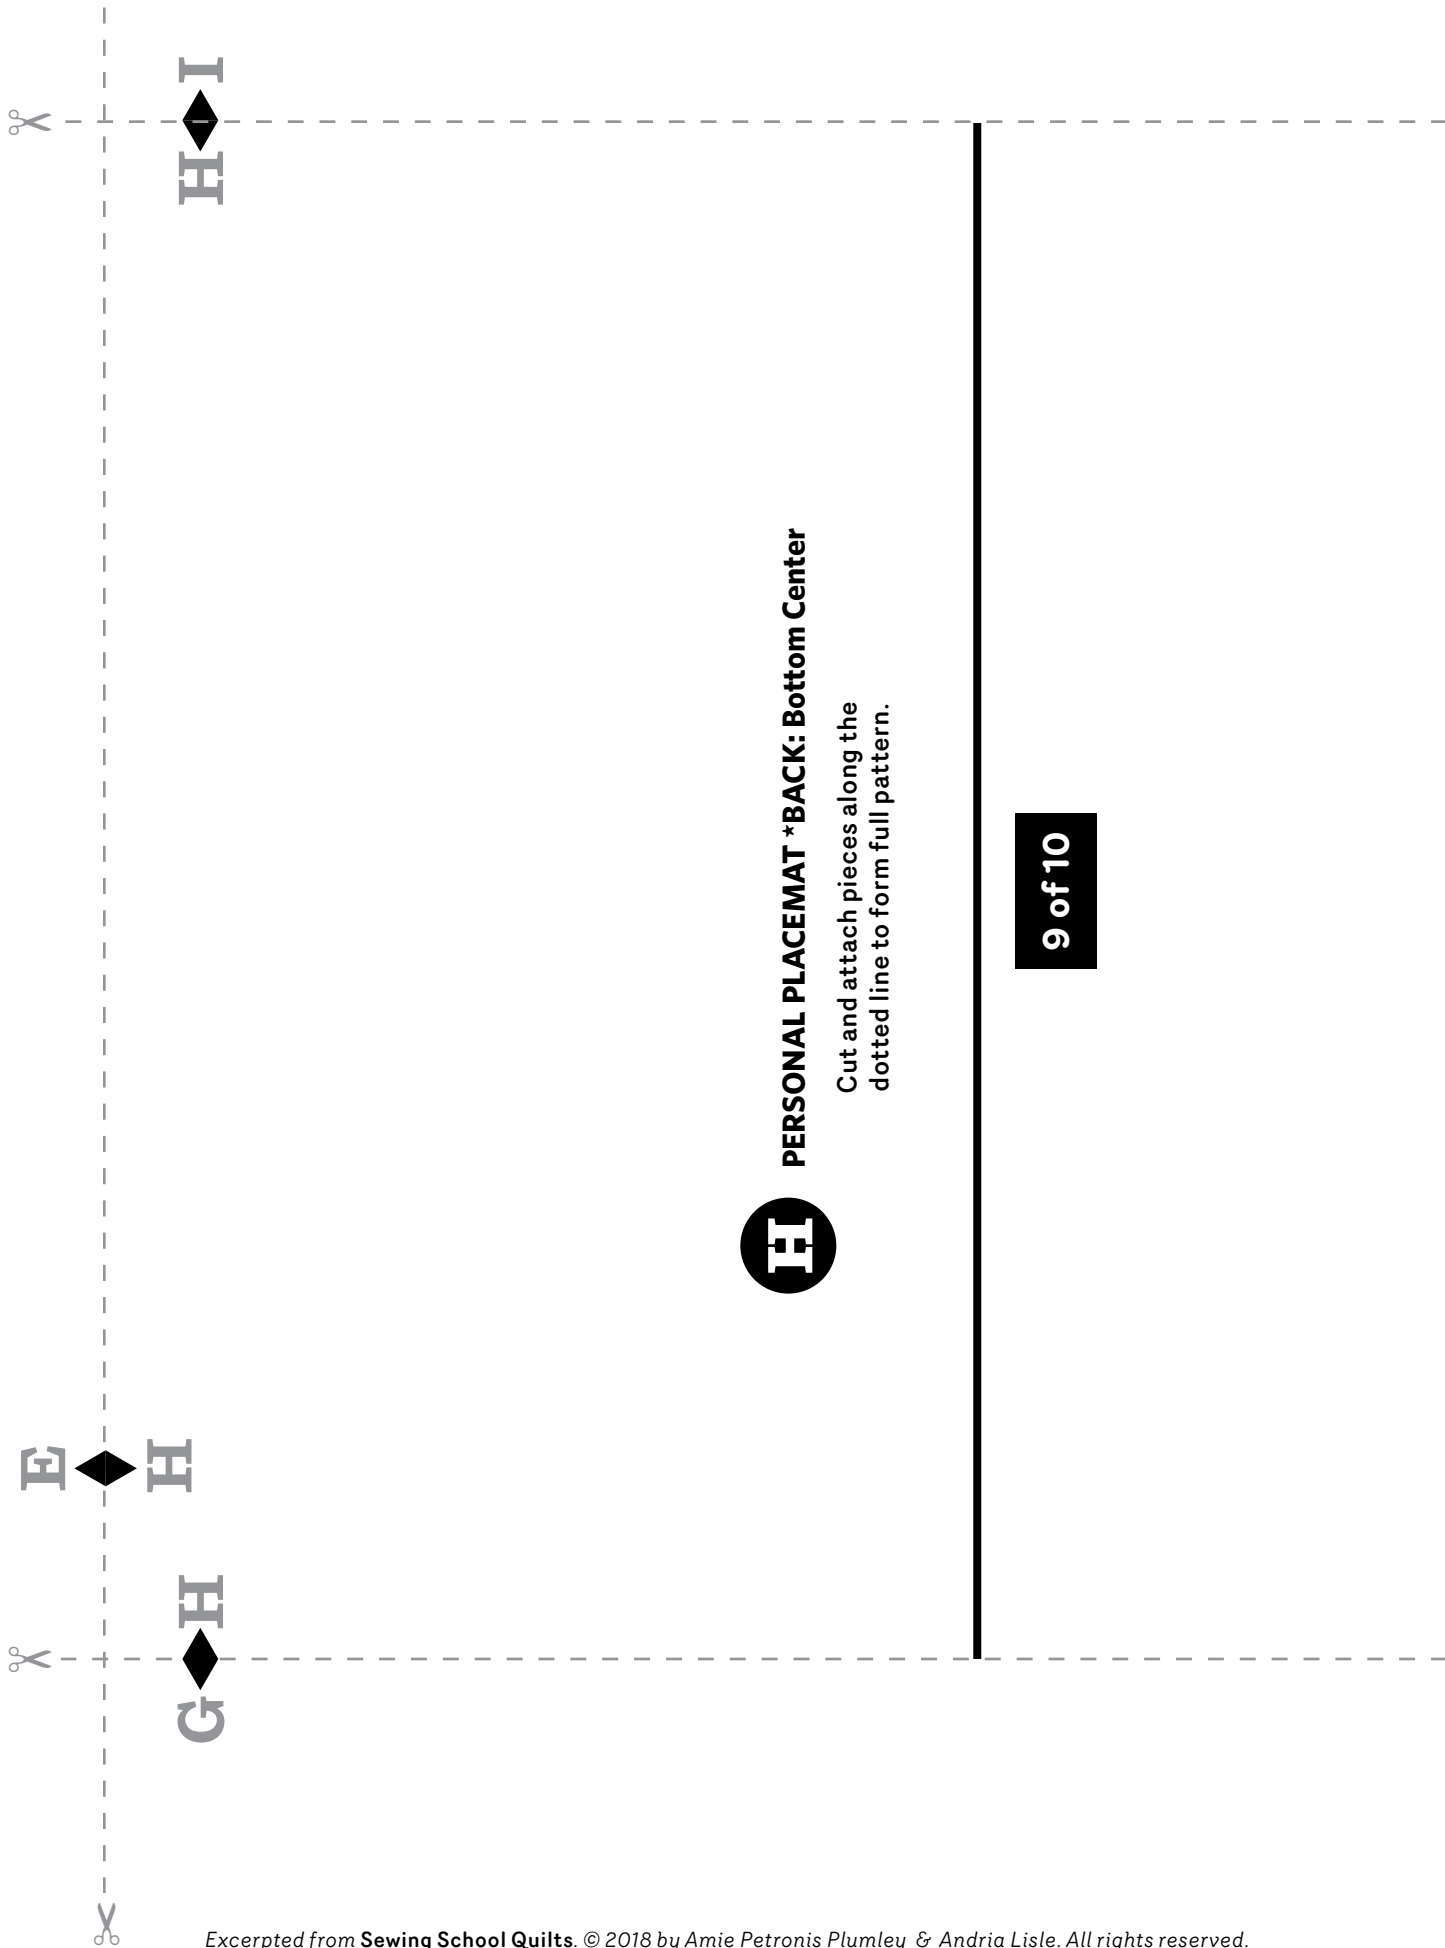 I
H
PERSONAL PLACEMAT *BACK: Bottom Center
Cut and attach pieces along the
dotted line to form full pattern.
9 of 10
H
E
H
H
G
Excerpted from Sewing School Quilts. © 2018 by Amie Petronis Plumley & Andria Lisle. All rights reserved.